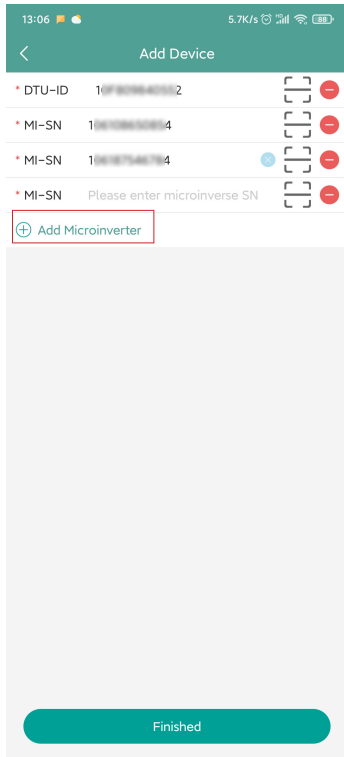 13:06 5.7K/s 88
Add Device
* DTU-ID
* MI-SN
* MI-SN
* MI-SN Please enter microinverse SN
Add Microinverter
Finished